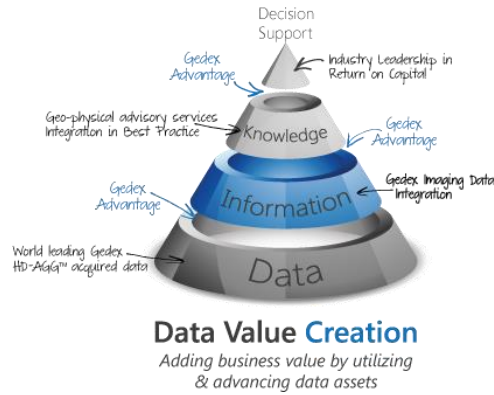 Decision
Support
Gedex
Advantage
Industry Leadership in
Return on Capital
Geo-physical advisory services
Integration in Best Practice
Knowledge
Gedex
Advantage
Gedex
Advantage
Information
Gedex Imaging Data
Integration
World leading Gedex
HD-AGG™ acquired data
Data
Data Value Creation
Adding business value by utilizing
& advancing data assets